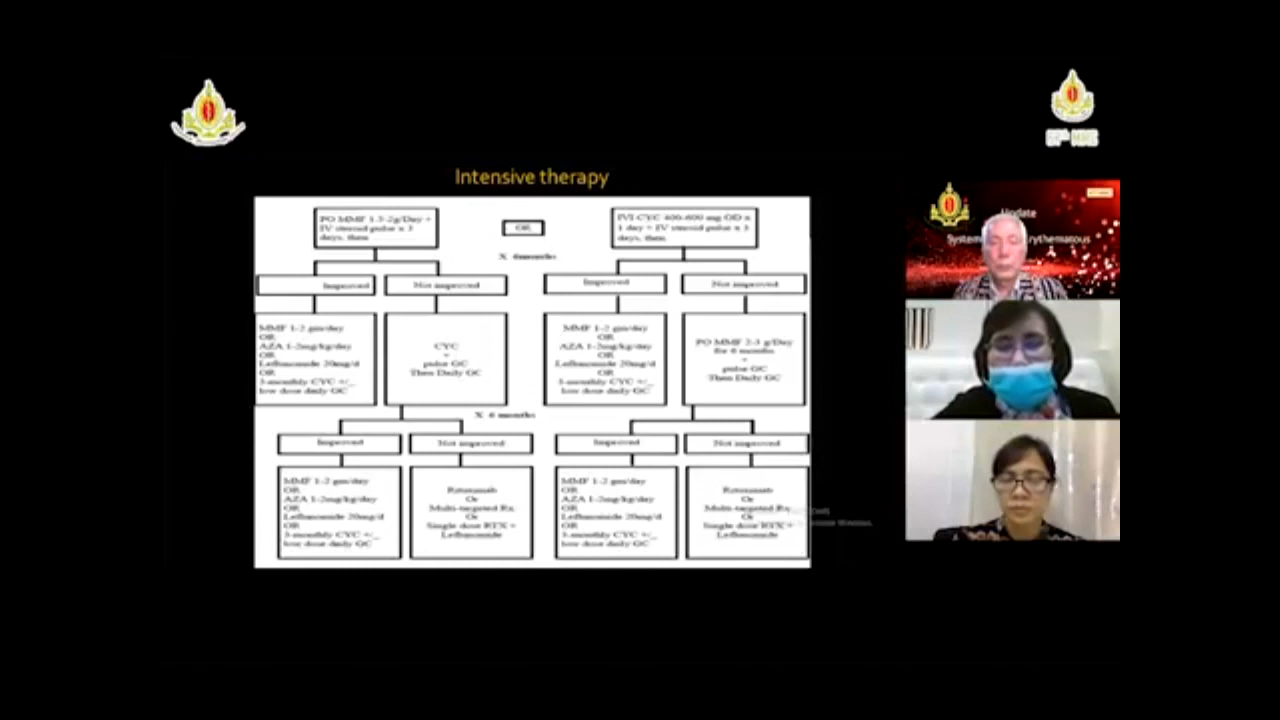 Intensive therapy
PO MMF 1.5-2g/Day +
IV steroid pulse x 3
days, then
OR
IVI CYC 400-600 mg OD x
1 day + IV steroid pulse x 3
days, then
X 6months
Improved
Not improved
Improved
Not improved
MMF 1-2 gm/day
OR
AZA 1-2mg/kg/day
OR
Leflunomide 20mg/d
OR
3-monthly CYC +/_
low dose daily GC
CYC
+
pulse GC
Then Daily GC
MMF 1-2 gm/day
OR
AZA 1-2mg/kg/day
OR
Leflunomide 20mg/d
OR
3-monthly CYC +/_
low dose daily GC
PO MMF 2-3 g/Day
for 6 months
+
pulse GC
Then Daily GC
X 6 months
Improved
Not improved
Improved
Not improved
MMF 1-2 gm/day
OR
AZA 1-2mg/kg/day
OR
Leflunomide 20mg/d
OR
3-monthly CYC +/_
low dose daily GC
Rituximab
Or
Multi-targeted Rx
Or
Single dose RTX +
Leflunomide
MMF 1-2 gm/day
OR
AZA 1-2mg/kg/day
OR
Leflunomide 20mg/d
OR
3-monthly CYC +/_
low dose daily GC
Rituximab
Or
Multi-targeted Rx
Or
Single dose RTX +
Leflunomide
Update
System rythematous